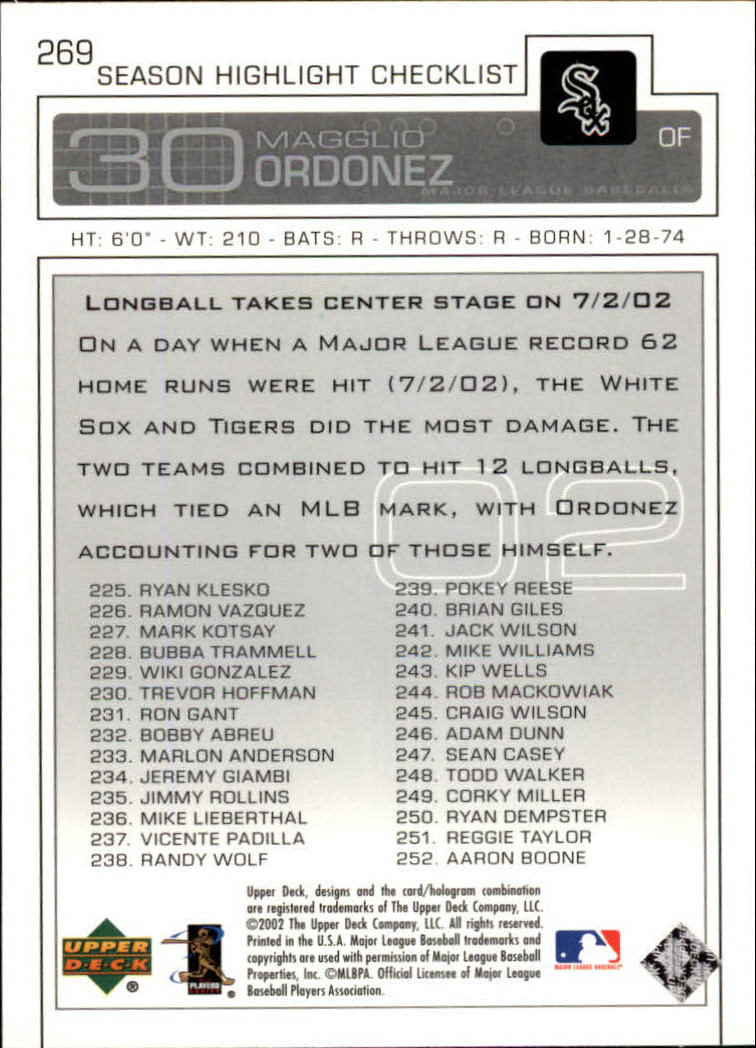 269
SEASON HIGHLIGHT CHECKLIST
Sox
30
MAGGLIO
ORDONEZ
OF
MAJOR LEAGUE BASEBALL
HT: 6'0" - WT: 210 - BATS: R - THROWS: R - BORN: 1-28-74
LONGBALL TAKES CENTER STAGE ON 7/2/02
ON A DAY WHEN A MAJOR LEAGUE RECORD 62
HOME RUNS WERE HIT (7/2/02), THE WHITE
SOX AND TIGERS DID THE MOST DAMAGE. THE
TWO TEAMS COMBINED TO HIT 12 LONGBALLS,
WHICH TIED AN MLB MARK, WITH ORDONEZ
ACCOUNTING FOR TWO OF THOSE HIMSELF.
02
225. RYAN KLESKO
226. RAMON VAZQUEZ
227. MARK KOTSAY
228. BUBBA TRAMMELL
229. WIKI GONZALEZ
230. TREVOR HOFFMAN
231. RON GANT
232. BOBBY ABREU
233. MARLON ANDERSON
234. JEREMY GIAMBI
235. JIMMY ROLLINS
236. MIKE LIEBERTHAL
237. VICENTE PADILLA
238. RANDY WOLF
239. POKEY REESE
240. BRIAN GILES
241. JACK WILSON
242. MIKE WILLIAMS
243. KIP WELLS
244. ROB MACKOWIAK
245. CRAIG WILSON
246. ADAM DUNN
247. SEAN CASEY
248. TODD WALKER
249. CORKY MILLER
250. RYAN DEMPSTER
251. REGGIE TAYLOR
252. AARON BOONE
Upper Deck, designs and the card/hologram combination
are registered trademarks of The Upper Deck Company, LLC.
©2002 The Upper Deck Company, LLC. All rights reserved.
Printed in the U.S.A. Major League Baseball trademarks and
copyrights are used with permission of Major League Baseball
Properties, Inc. ©MLBPA. Official Licensee of Major League
Baseball Players Association.
UPPER
D·E·C·K
®
PLAYERS
®
MAJOR LEAGUE BASEBALL®